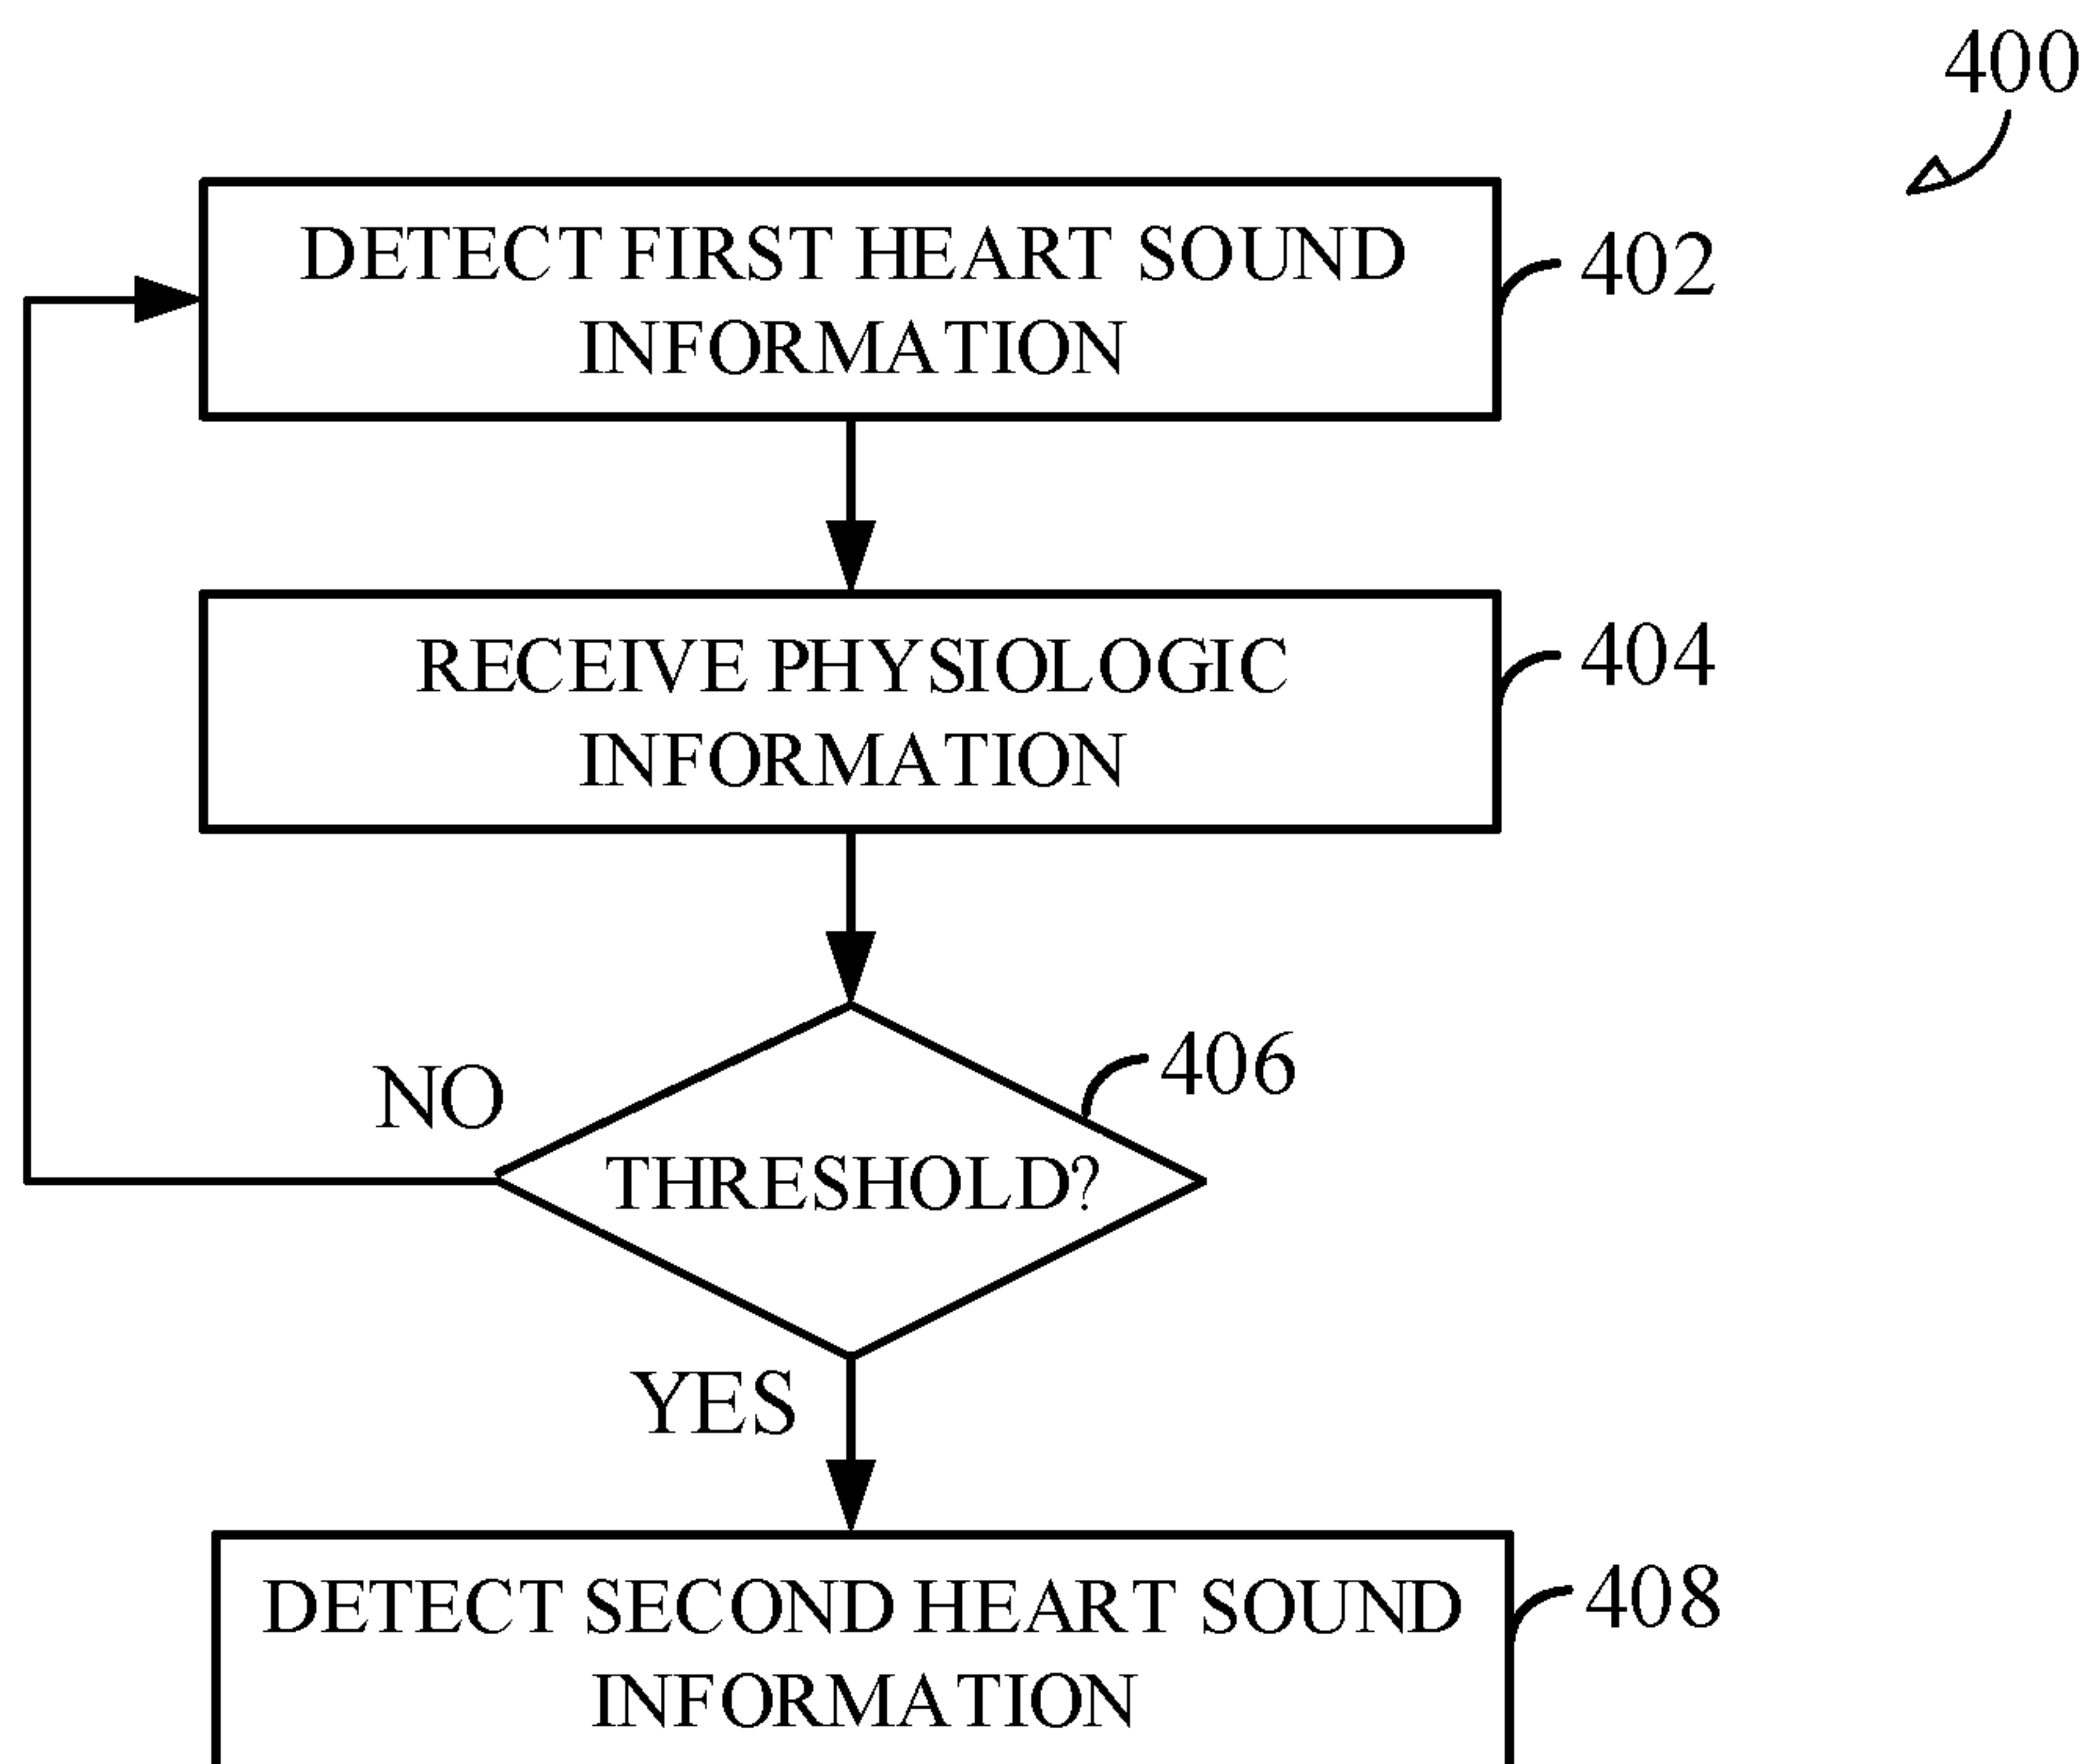 400
DETECT FIRST HEART SOUND
INFORMATION
402
RECEIVE PHYSIOLOGIC
INFORMATION
404
406
NO
THRESHOLD?
YES
DETECT SECOND HEART SOUND
INFORMATION
408